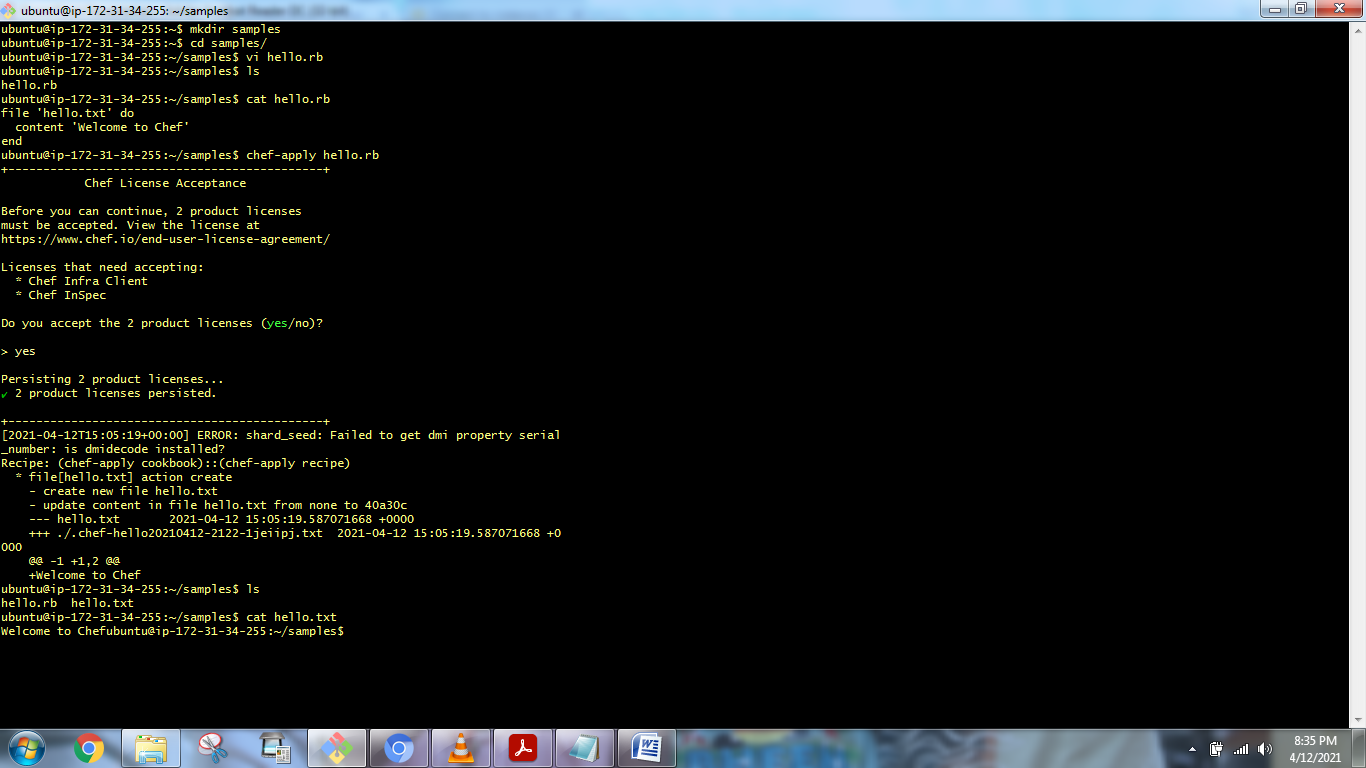 ubuntu@ip-172-31-34-255: ~/samples
ubuntu@ip-172-31-34-255:~$ mkdir samples
ubuntu@ip-172-31-34-255:~$ cd samples/
ubuntu@ip-172-31-34-255:~/samples$ vi hello.rb
ubuntu@ip-172-31-34-255:~/samples$ ls
hello.rb
ubuntu@ip-172-31-34-255:~/samples$ cat hello.rb
file 'hello.txt' do
  content 'Welcome to Chef'
end
ubuntu@ip-172-31-34-255:~/samples$ chef-apply hello.rb
+---------------------------------------------+
            Chef License Acceptance
Before you can continue, 2 product licenses
must be accepted. View the license at
https://www.chef.io/end-user-license-agreement/
Licenses that need accepting:
  * Chef Infra Client
  * Chef InSpec
Do you accept the 2 product licenses (yes/no)?
> yes
Persisting 2 product licenses...
✔ 2 product licenses persisted.
+---------------------------------------------+
[2021-04-12T15:05:19+00:00] ERROR: shard_seed: Failed to get dmi property serial
_number: is dmidecode installed?
Recipe: (chef-apply cookbook)::(chef-apply recipe)
  * file[hello.txt] action create
    - create new file hello.txt
    - update content in file hello.txt from none to 40a30c
    --- hello.txt       2021-04-12 15:05:19.587071668 +0000
    +++ ./.chef-hello20210412-2122-1jeiipj.txt  2021-04-12 15:05:19.587071668 +0
000
    @@ -1 +1,2 @@
    +Welcome to Chef
ubuntu@ip-172-31-34-255:~/samples$ ls
hello.rb  hello.txt
ubuntu@ip-172-31-34-255:~/samples$ cat hello.txt
Welcome to Chefubuntu@ip-172-31-34-255:~/samples$
8:35 PM
4/12/2021